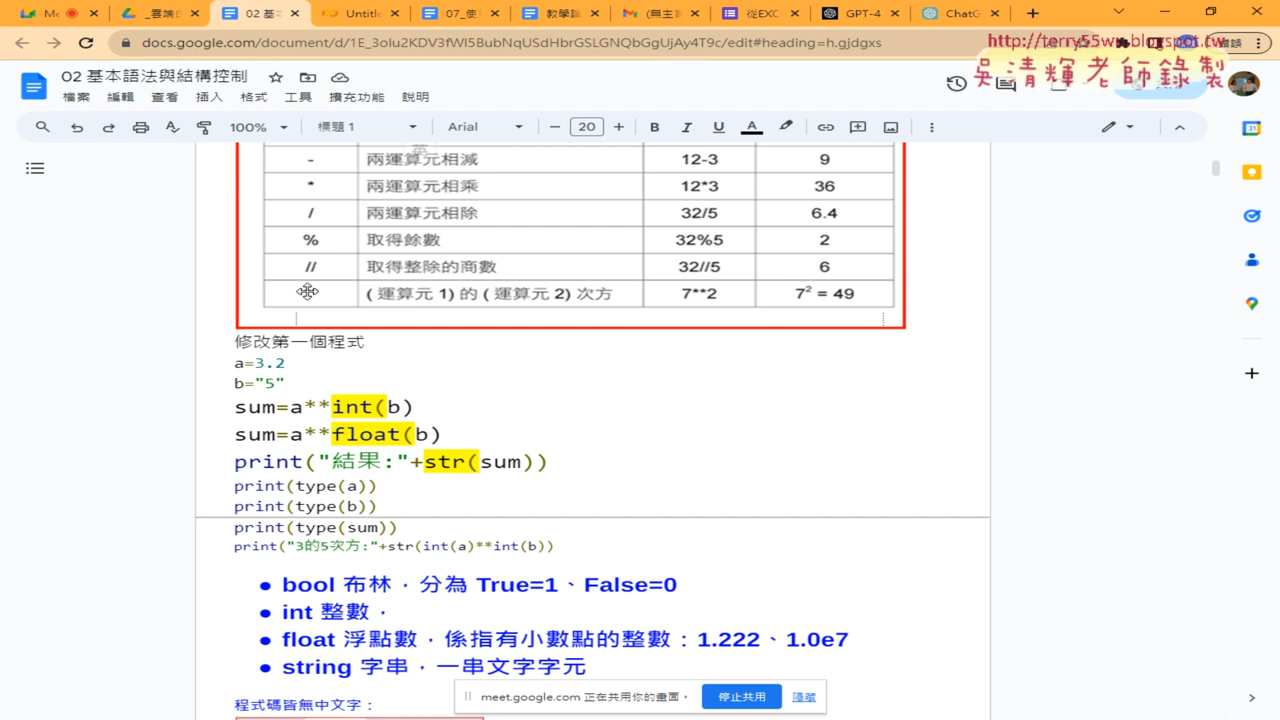 Me
_雲端白
02 基本
Untitle
07_使用
教學論
(無主旨
從EXC
GPT-4
ChatG
docs.google.com/document/d/1E_3olu2KDV3fWI5BubNqUSdHbrGSLGNQbGgUjAy4T9c/edit#heading=h.gjdgxs
http://terry55wu.blogspot.tw
吳清輝老師錄製
02 基本語法與結構控制
檔案 編輯 查看 插入 格式 工具 擴充功能 說明
100% 標題 1 Arial 20 B I U A
- 兩運算元相減 12-3 9
* 兩運算元相乘 12*3 36
/ 兩運算元相除 32/5 6.4
% 取得餘數 32%5 2
// 取得整除的商數 32//5 6
( 運算元 1) 的 ( 運算元 2) 次方 7**2 7² = 49
修改第一個程式
a=3.2
b="5"
sum=a**int(b)
sum=a**float(b)
print("結果:"+str(sum))
print(type(a))
print(type(b))
print(type(sum))
print("3的5次方:"+str(int(a)**int(b))
● bool 布林，分為 True=1、False=0
● int 整數，
● float 浮點數，係指有小數點的整數：1.222、1.0e7
● string 字串，一串文字字元
程式碼皆無中文字：
meet.google.com 正在共用你的畫面。 停止共用 隱藏